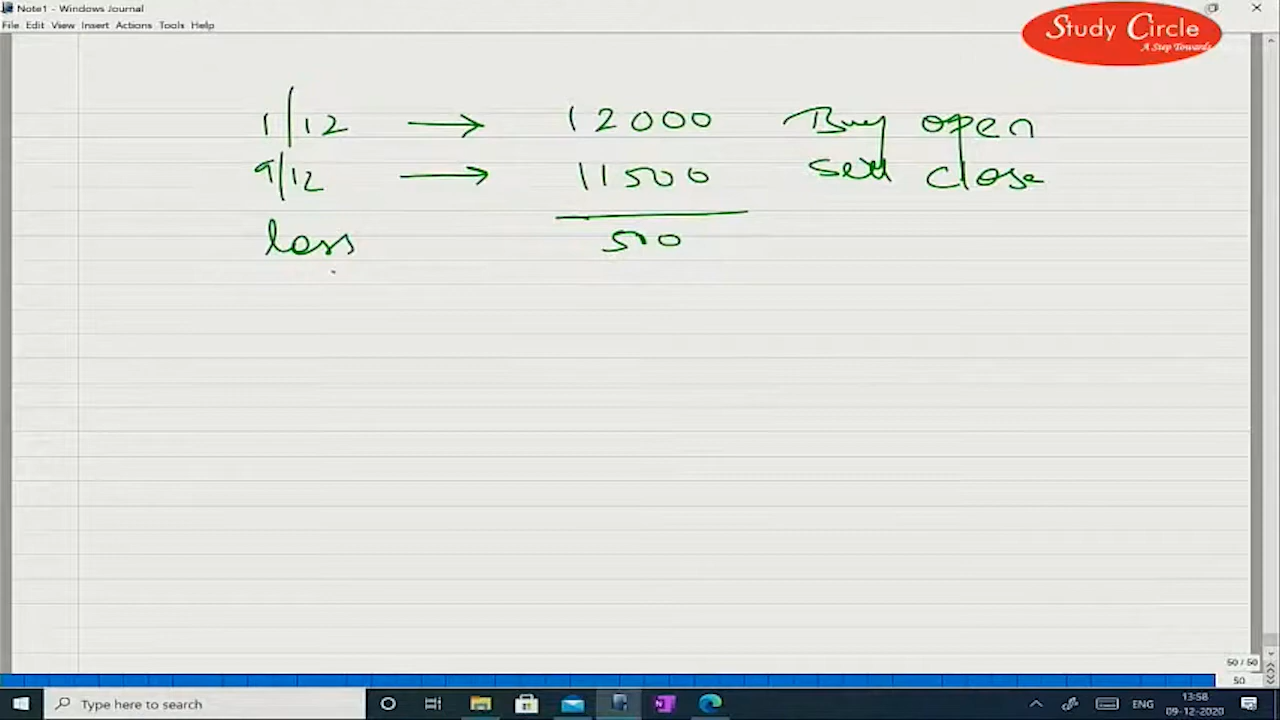 Note1 - Windows Journal
File Edit View Insert Actions Tools Help
Study Circle
A Step Towards
1/12 → 12000 Buy open
9/12 → 11500 Sell close
loss 500
50 / 50
50
Type here to search
ENG
13:58
09-12-2020